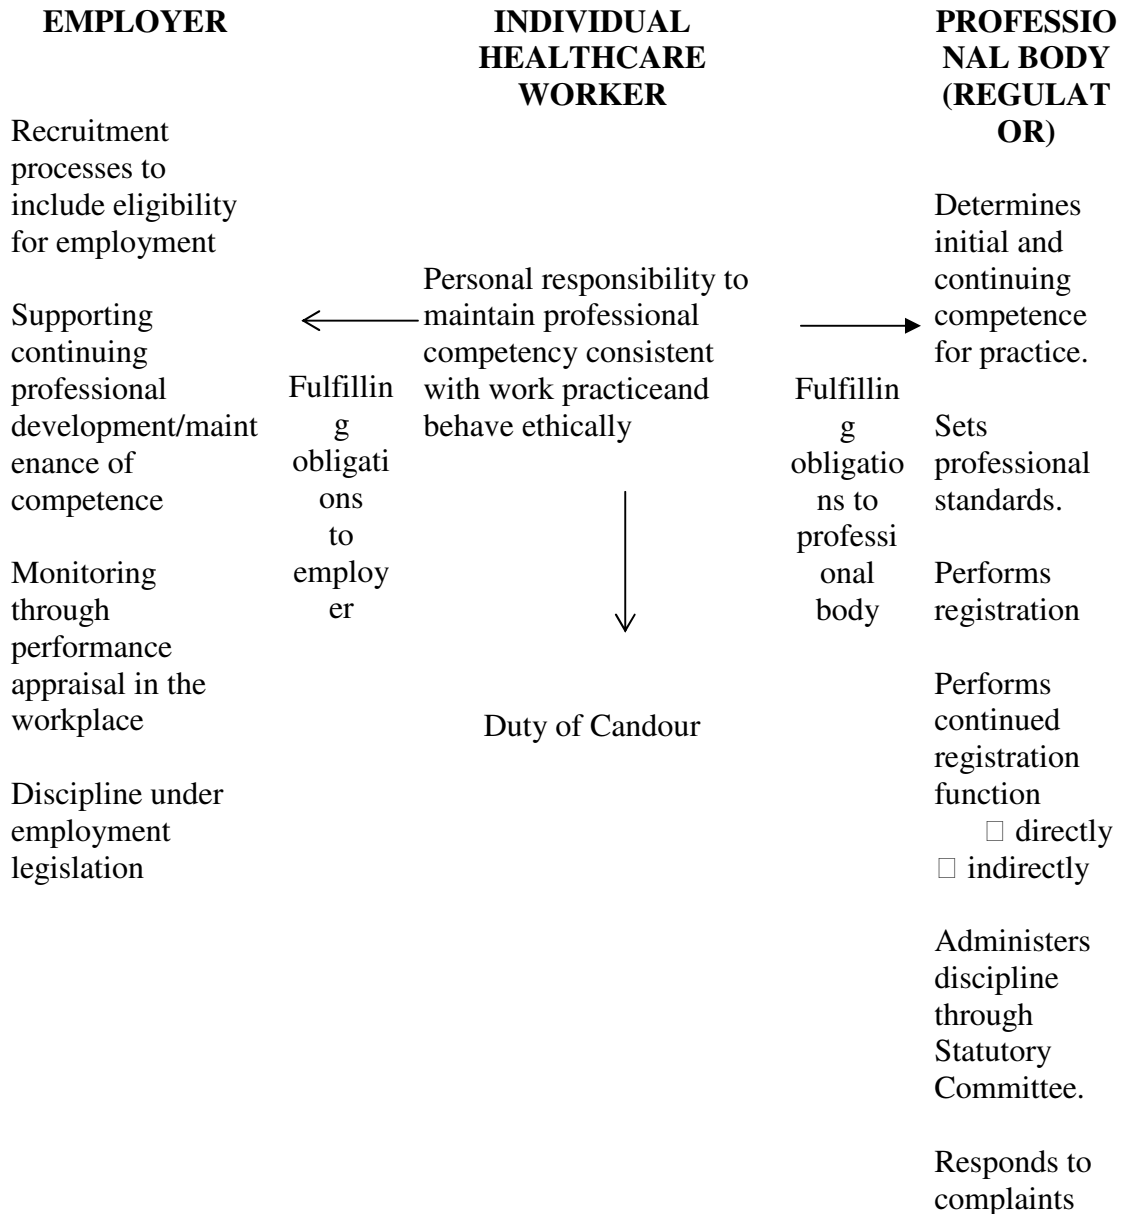 EMPLOYER
Recruitment
processes to
include eligibility
for employment
Supporting
continuing
professional
development/maint
enance of
competence
Monitoring
through
performance
appraisal in the
workplace
Discipline under
employment
legislation
Fulfillin
g
obligati
ons
to
employ
er
INDIVIDUAL
HEALTHCARE
WORKER
Personal responsibility to
maintain professional
competency consistent
with work practiceand
behave ethically
Duty of Candour
Fulfillin
g
obligatio
ns to
professi
onal
body
PROFESSIO
NAL BODY
(REGULAT
OR)
Determines
initial and
continuing
competence
for practice.
Sets
professional
standards.
Performs
registration
Performs
continued
registration
function
□ directly
□ indirectly
Administers
discipline
through
Statutory
Committee.
Responds to
complaints